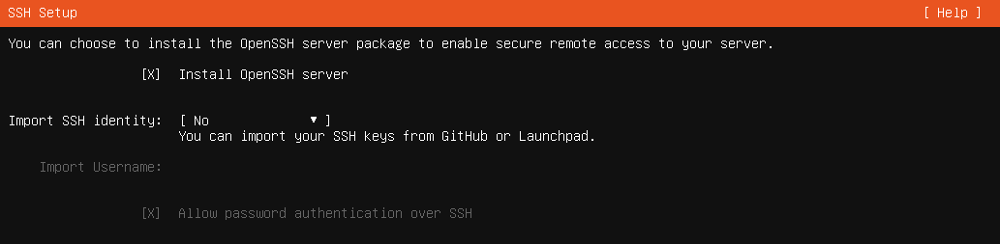 SSH Setup [ Help ]
You can choose to install the OpenSSH server package to enable secure remote access to your server.
[X] Install OpenSSH server
Import SSH identity: [ No ▼ ]
You can import your SSH keys from GitHub or Launchpad.
Import Username:
[X] Allow password authentication over SSH